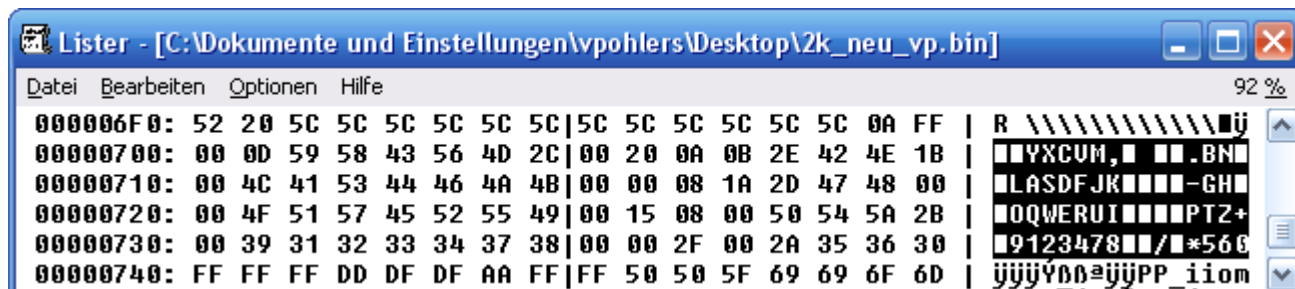 Lister - [C:\Dokumente und Einstellungen\vpohlers\Desktop\2k_neu_vp.bin]
Datei Bearbeiten Optionen Hilfe 92 %
000006F0: 52 20 5C 5C 5C 5C 5C 5C|5C 5C 5C 5C 5C 5C 0A FF | R \\\\\\\\\\\\■ÿ
00000700: 00 0D 59 58 43 56 4D 2C|00 20 0A 0B 2E 42 4E 1B | ■■YXCVM,■ ■■.BN■
00000710: 00 4C 41 53 44 46 4A 4B|00 00 08 1A 2D 47 48 00 | ■LASDFJK■■■■-GH■
00000720: 00 4F 51 57 45 52 55 49|00 15 08 00 50 54 5A 2B | ■OQWERUI■■■■PTZ+
00000730: 00 39 31 32 33 34 37 38|00 00 2F 00 2A 35 36 30 | ■9123478■■/■*560
00000740: FF FF FF DD DF DF AA FF|FF 50 50 5F 69 69 6F 6D | ÿÿÿÝßßªÿÿPP_iiom